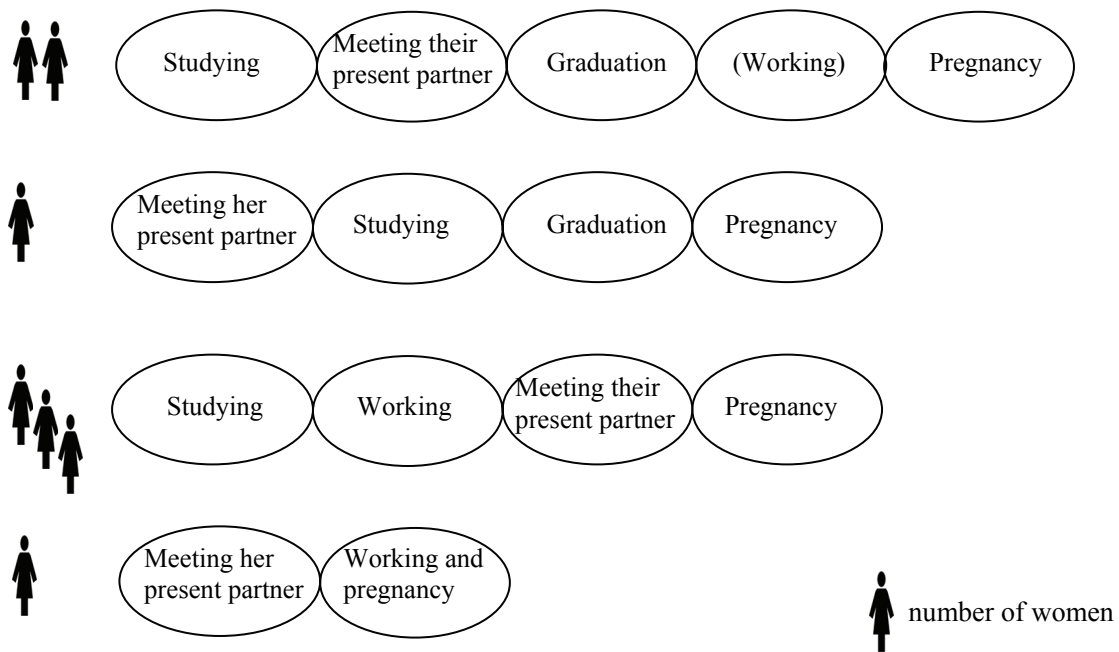 Studying
Meeting their
present partner
Graduation
(Working)
Pregnancy
Meeting her
present partner
Studying
Graduation
Pregnancy
Studying
Working
Meeting their
present partner
Pregnancy
Meeting her
present partner
Working and
pregnancy
number of women